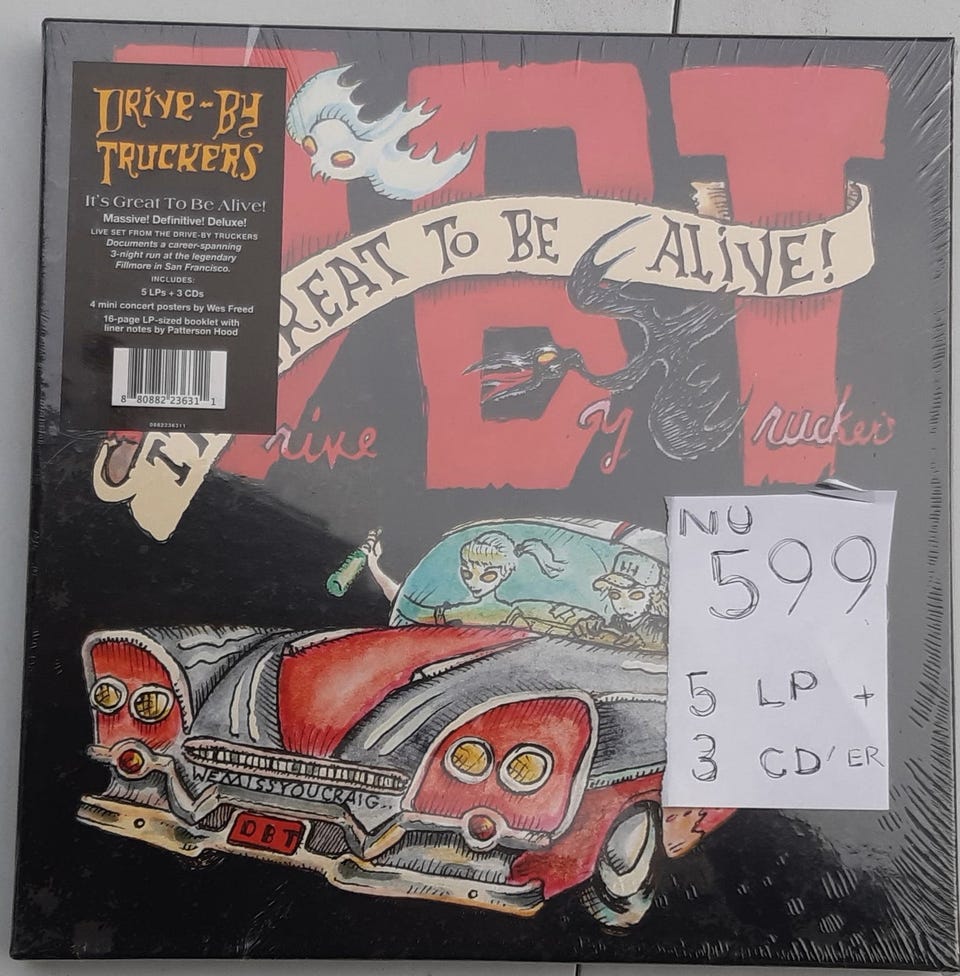 DRIVE-BY
TRUCKERS
It's Great To Be Alive!
Massive! Definitive! Deluxe!
LIVE SET FROM THE DRIVE-BY TRUCKERS
Documents a career-spanning
3-night run at the legendary
Fillmore in San Francisco.
INCLUDES:
5 LPs + 3 CDs
4 mini concert posters by Wes Freed
16-page LP-sized booklet with
liner notes by Patterson Hood
8 80882 23631 1
0882236311
DBT
REAT TO BE ALIVE!
rive y rucker
NU
599
5 LP +
3 CD'ER
WEMISSYOUCRAIG..
DBT